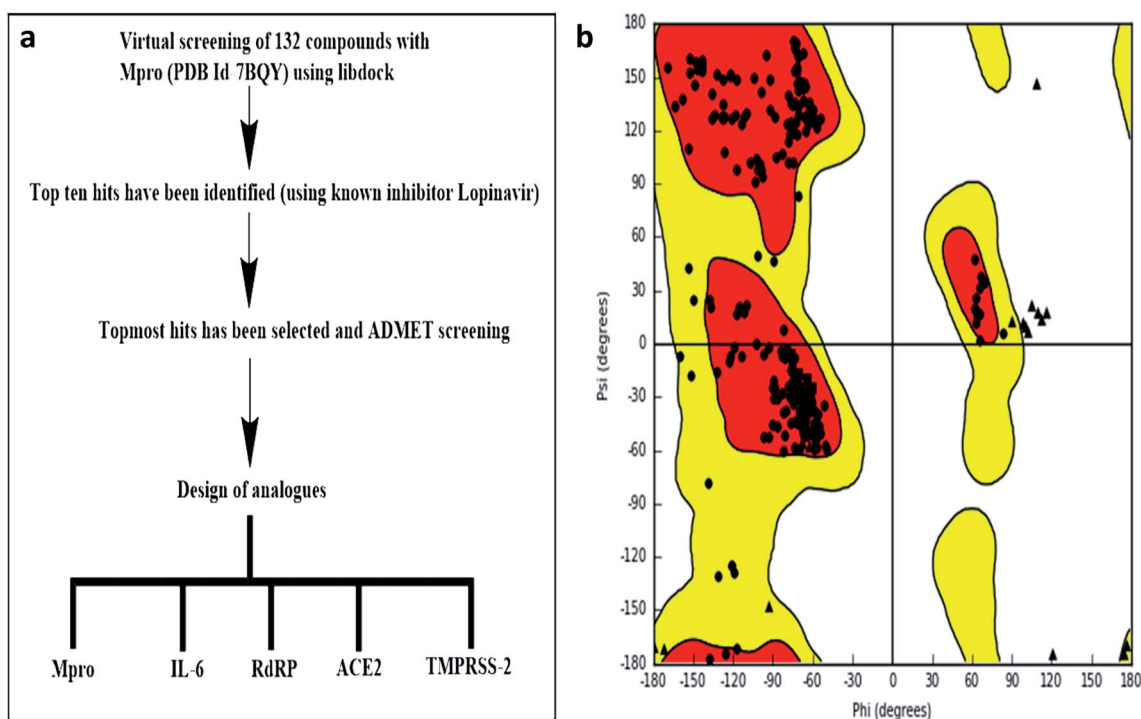 a
Virtual screening of 132 compounds with
Mpro (PDB Id-7BQY) using libdock
Top ten hits have been identified (using known inhibitor Lopinavir)
Topmost hits has been selected and ADMET screening
Design of analogues
Mpro IL-6 RdRP ACE2 TMPRSS-2
b
180
150
120
90
60
30
0
-30
-60
-90
-120
-150
-180
Psi (degrees)
-180 -150 -120 -90 -60 -30 0 30 60 90 120 150 180
Phi (degrees)